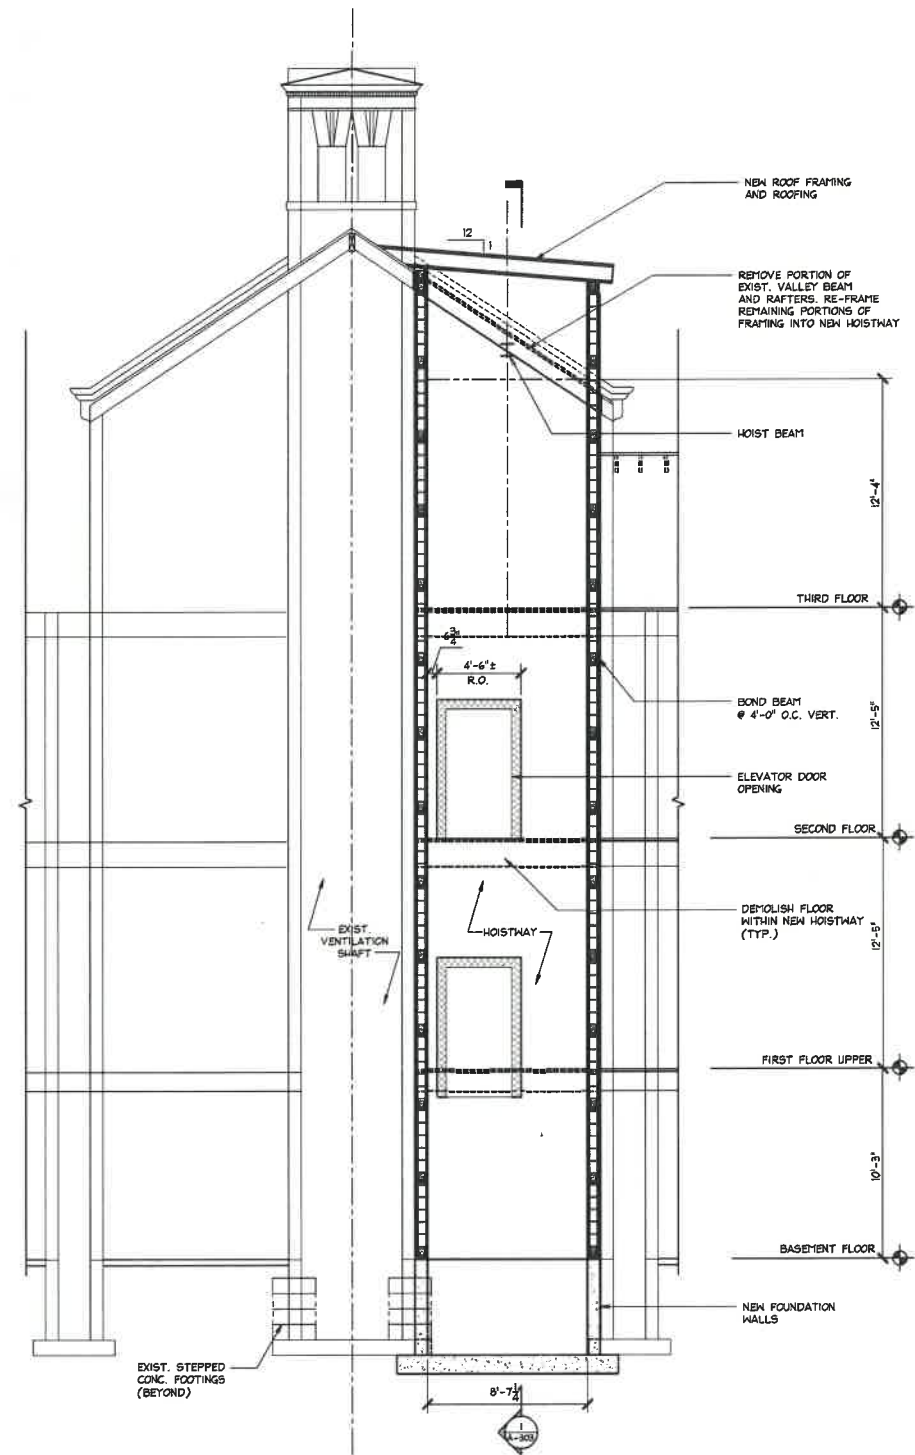 NEW ROOF FRAMING
AND ROOFING
12
1
REMOVE PORTION OF
EXIST. VALLEY BEAM
AND RAFTERS. RE-FRAME
REMAINING PORTIONS OF
FRAMING INTO NEW HOISTWAY
HOIST BEAM
12'-4"
THIRD FLOOR
6 3/4"
4'-6"±
R.O.
BOND BEAM
@ 4'-0" O.C. VERT.
12'-5"
ELEVATOR DOOR
OPENING
SECOND FLOOR
DEMOLISH FLOOR
WITHIN NEW HOISTWAY
(TYP.)
EXIST.
VENTILATION
SHAFT
HOISTWAY
12'-5"
FIRST FLOOR UPPER
10'-3"
BASEMENT FLOOR
NEW FOUNDATION
WALLS
EXIST. STEPPED
CONC. FOOTINGS
(BEYOND)
8'-7 1/4"
1
A-303